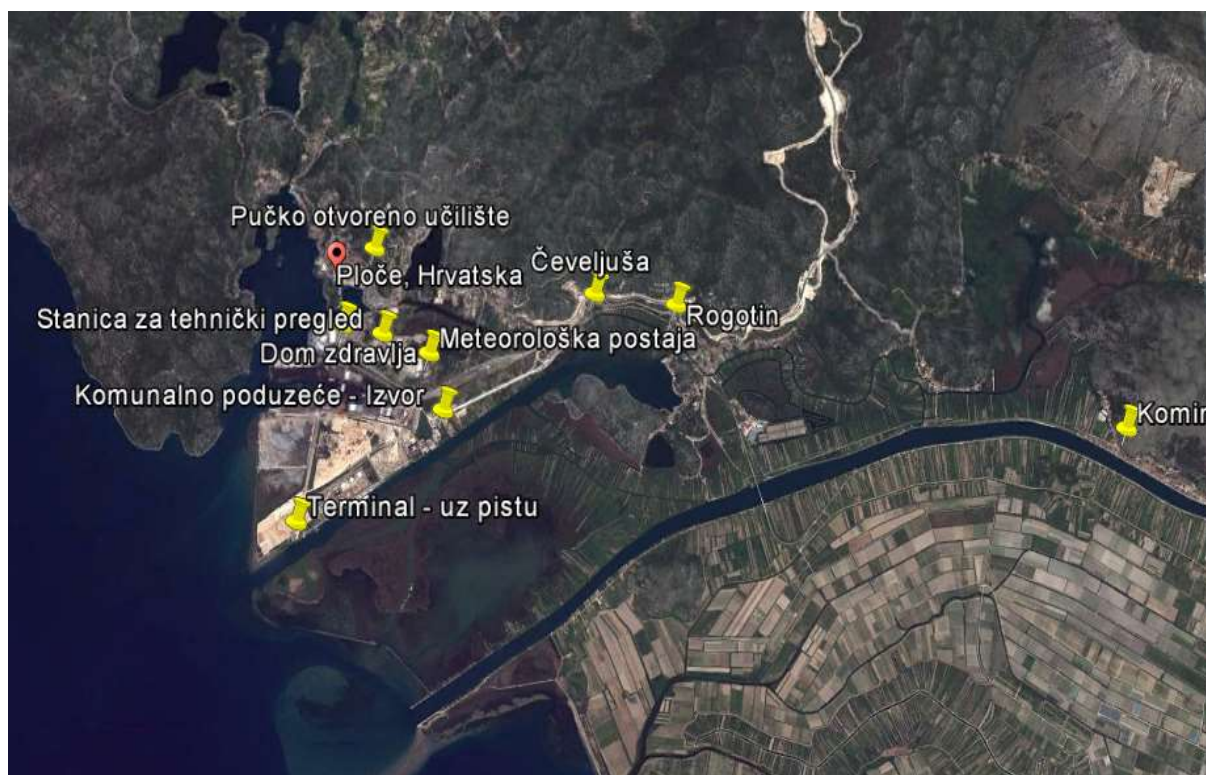 Pučko otvoreno učilište
Ploče, Hrvatska
Čeveljuša
Rogotin
Stanica za tehnički pregled
Meteorološka postaja
Dom zdravlja
Komunalno poduzeće - Izvor
Komin
Terminal - uz pistu